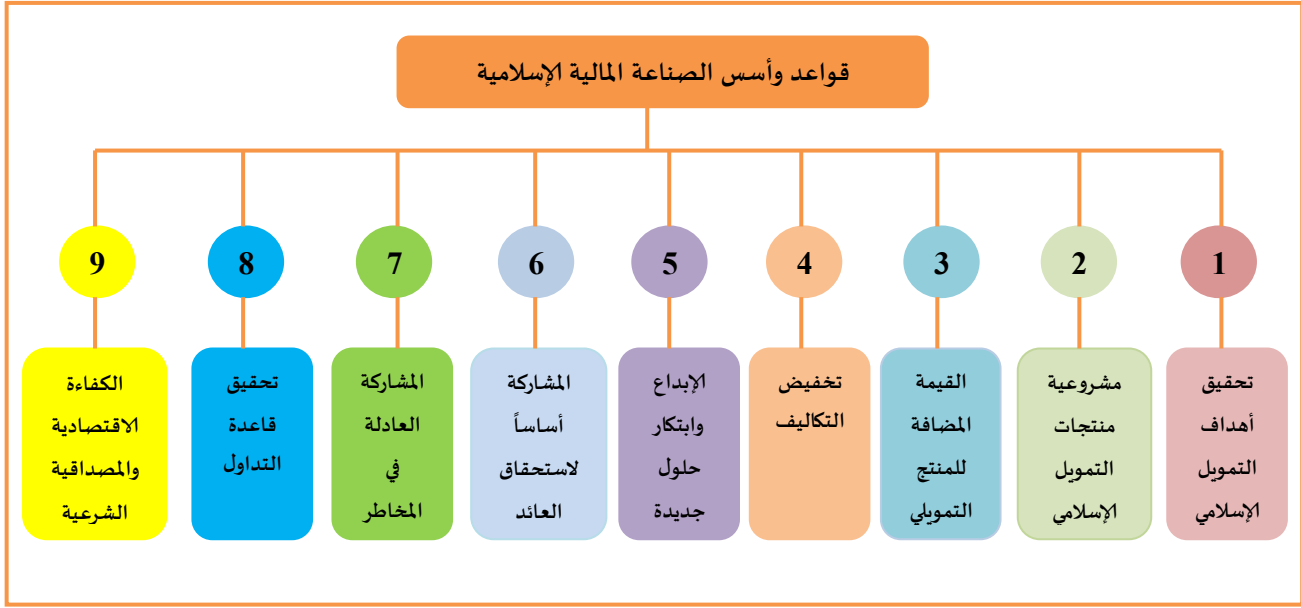 قواعد وأسس الصناعة المالية الإسلامية
1
2
3
4
5
6
7
8
9
تحقيق
أهداف
التمويل
الإسلامي
مشروعية
منتجات
التمويل
الإسلامي
القيمة
المضافة
للمنتج
التمويلي
تخفيض
التكاليف
الإبداع
وابتكار
حلول
جديدة
المشاركة
أساساً
لاستحقاق
العائد
المشاركة
العادلة
في
المخاطر
تحقيق
قاعدة
التداول
الكفاءة
الاقتصادية
والمصداقية
الشرعية